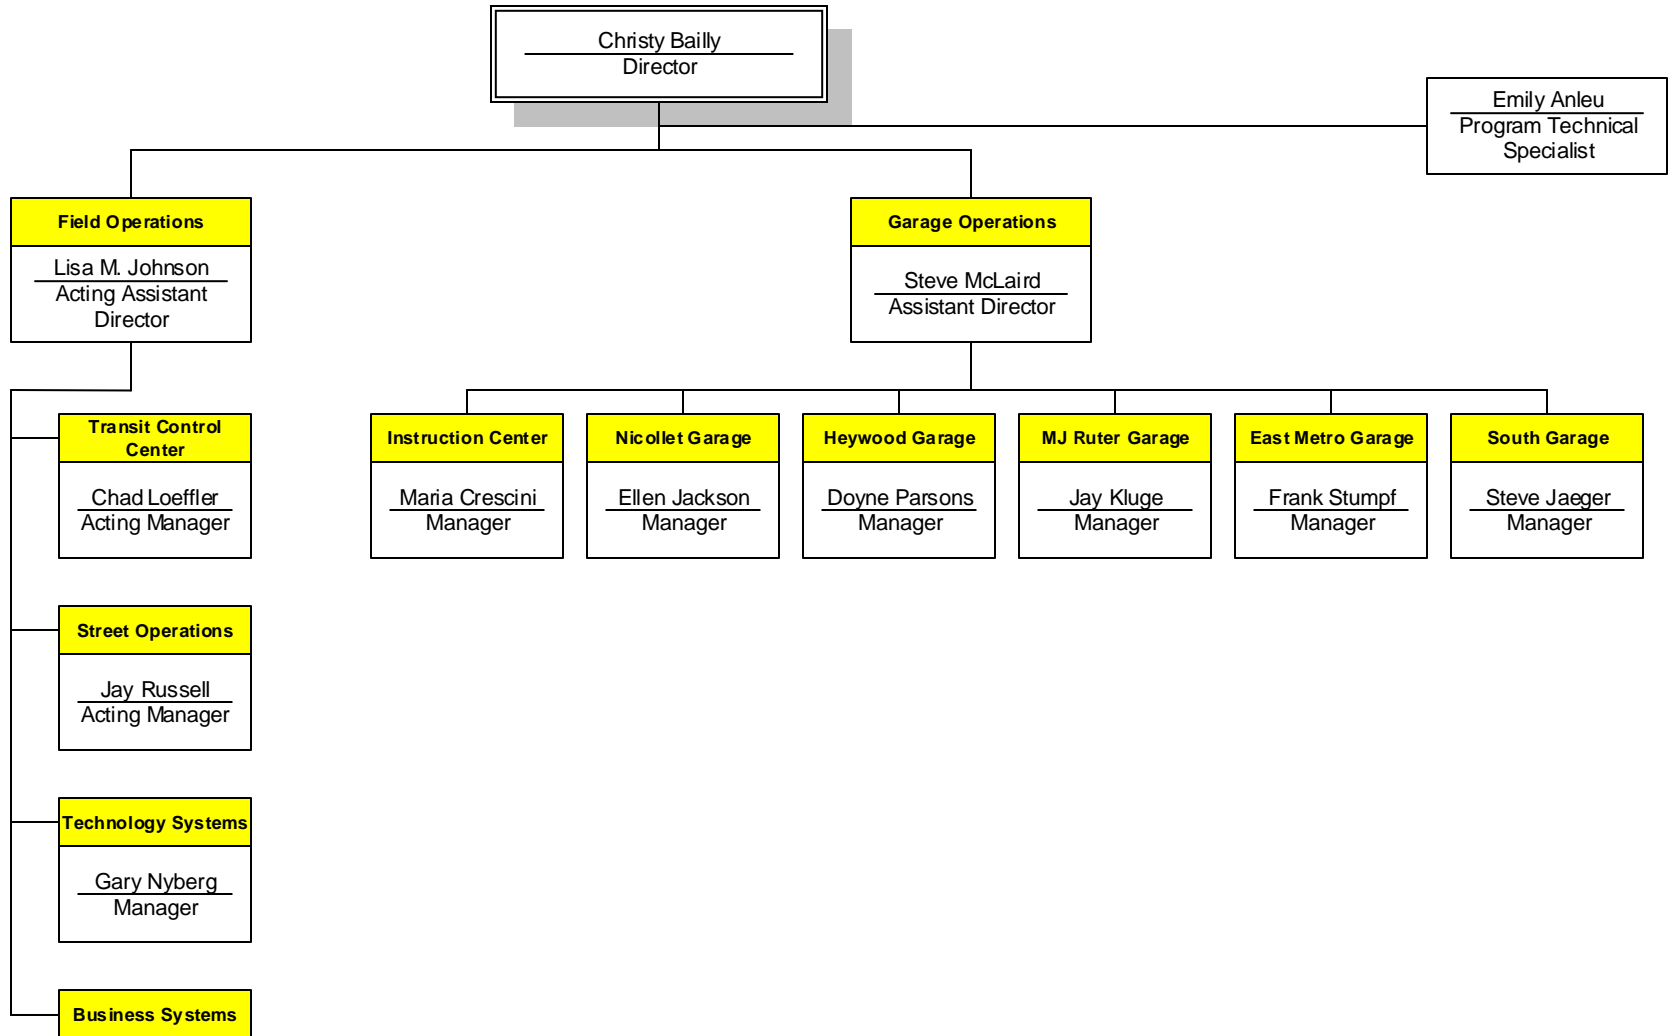 Christy Bailly
Director
Emily Anleu
Program Technical
Specialist
Field Operations
Lisa M. Johnson
Acting Assistant
Director
Garage Operations
Steve McLaird
Assistant Director
Transit Control
Center
Chad Loeffler
Acting Manager
Instruction Center
Maria Crescini
Manager
Nicollet Garage
Ellen Jackson
Manager
Heywood Garage
Doyne Parsons
Manager
MJ Ruter Garage
Jay Kluge
Manager
East Metro Garage
Frank Stumpf
Manager
South Garage
Steve Jaeger
Manager
Street Operations
Jay Russell
Acting Manager
Technology Systems
Gary Nyberg
Manager
Business Systems